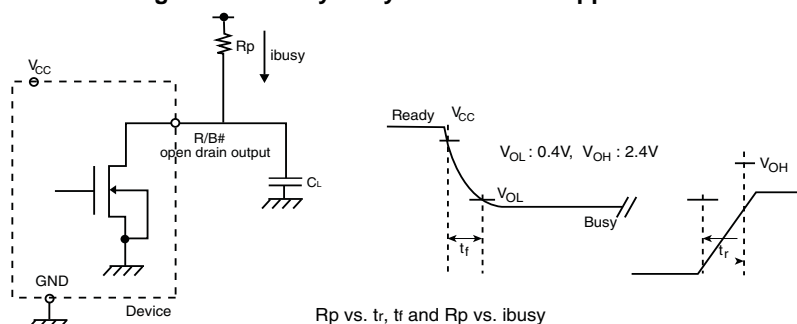 Rp
ibusy
VCC
R/B#
open drain output
CL
GND
Device
Ready
VCC
VOL : 0.4V, VOH : 2.4V
VOH
VOL
Busy
tf
tr
Rp vs. tr, tf and Rp vs. ibusy